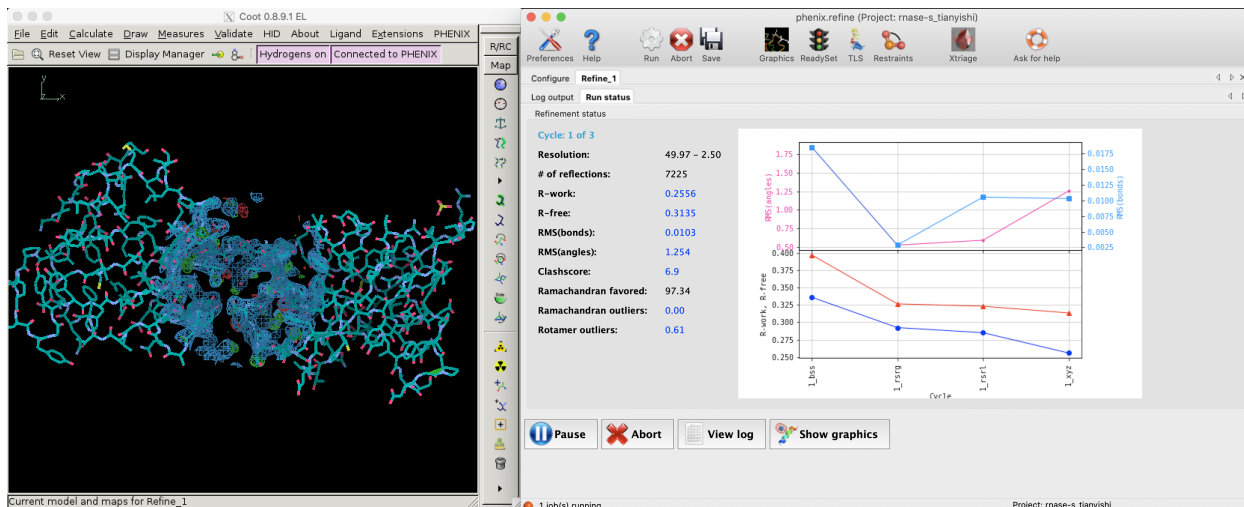 Coot 0.8.9.1 EL
File Edit Calculate Draw Measures Validate HID About Ligand Extensions PHENIX
Reset View Display Manager Hydrogens on Connected to PHENIX
R/RC
Map
y
z x
Side
Current model and maps for Refine_1
phenix.refine (Project: rnase-s_tianyishi)
Preferences Help Run Abort Save Graphics ReadySet TLS Restraints Xtriage Ask for help
Configure Refine_1
Log output Run status
Refinement status
Cycle: 1 of 3
Resolution: 49.97 – 2.50
# of reflections: 7225
R-work: 0.2556
R-free: 0.3135
RMS(bonds): 0.0103
RMS(angles): 1.254
Clashscore: 6.9
Ramachandran favored: 97.34
Ramachandran outliers: 0.00
Rotamer outliers: 0.61
RMS(angles)
1.75
1.50
1.25
1.00
0.75
0.50
0.0175
0.0150
0.0125
0.0100
0.0075
0.0050
0.0025
RMS(bonds)
R-work, R-free
0.400
0.375
0.350
0.325
0.300
0.275
0.250
1_bss 1_rsrg 1_rsrl 1_xyz
Cycle
Pause Abort View log Show graphics
1 job(s) running
Project: rnase-s_tianyishi